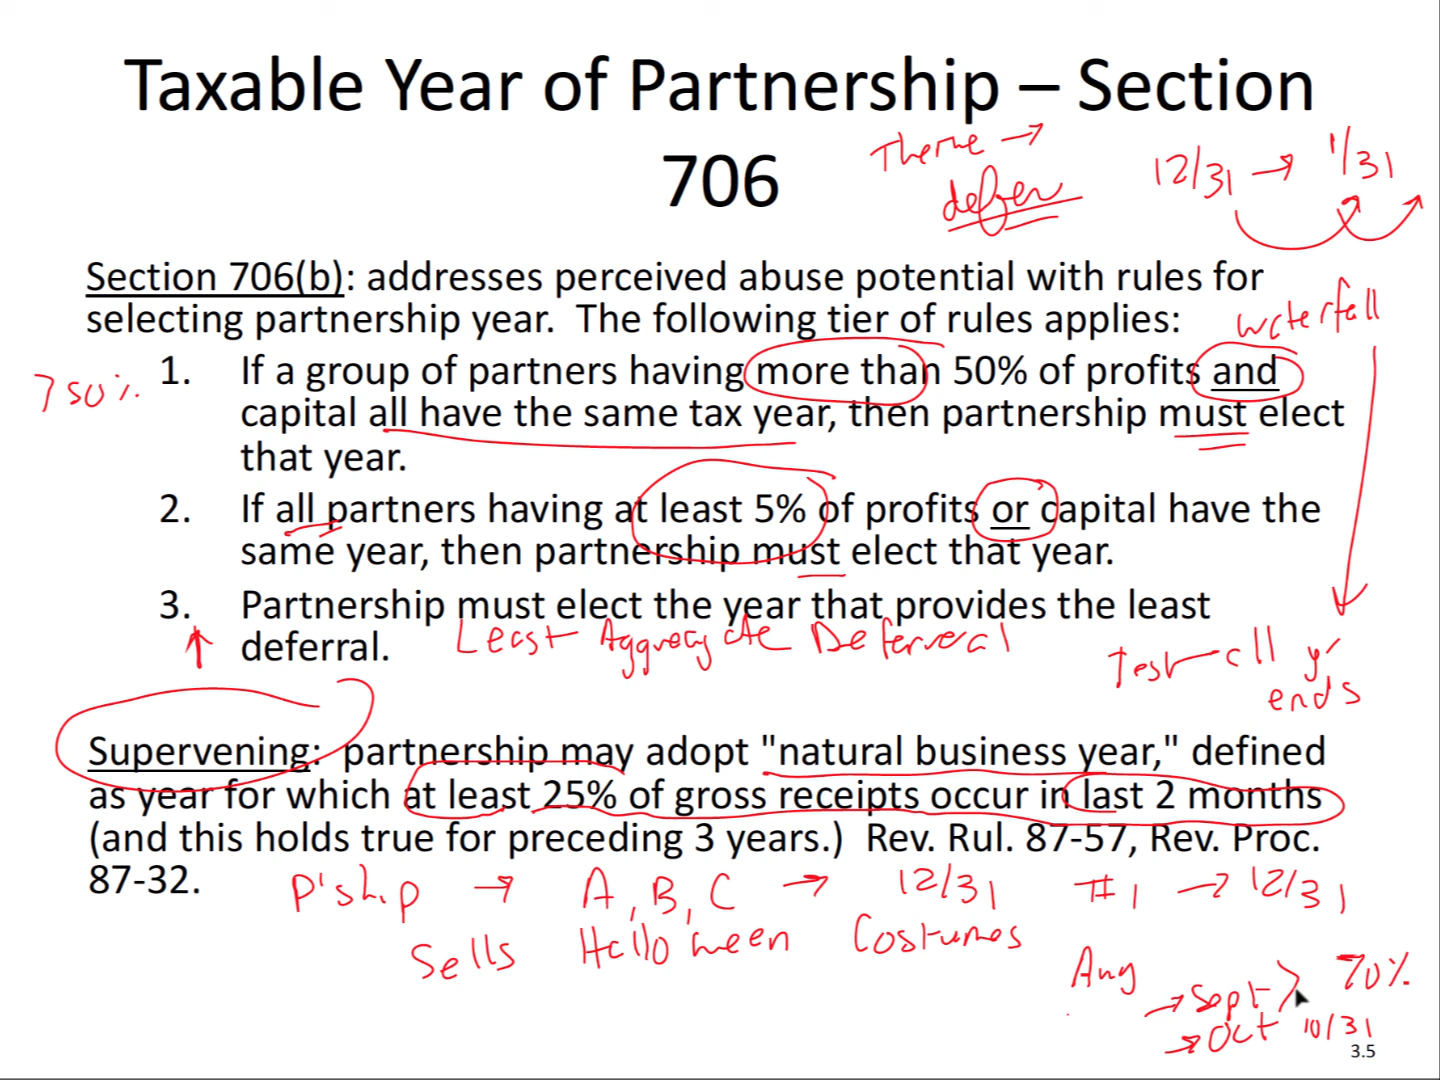 Taxable Year of Partnership – Section
706
Theme →
defer
12/31 → 1/31
Section 706(b): addresses perceived abuse potential with rules for
selecting partnership year.  The following tier of rules applies:
waterfall
> 50%
1. If a group of partners having more than 50% of profits and
capital all have the same tax year, then partnership must elect
that year.
2. If all partners having at least 5% of profits or capital have the
same year, then partnership must elect that year.
3. Partnership must elect the year that provides the least
deferral.
Least Aggregate Deferreral
Test all yr
ends
Supervening:  partnership may adopt "natural business year," defined
as year for which at least 25% of gross receipts occur in last 2 months
(and this holds true for preceding 3 years.)  Rev. Rul. 87-57, Rev. Proc.
87-32.
P'ship → A, B, C → 12/31 #1 → 12/31
Sells Halloween Costumes
Aug
→ Sept > 70%
→ Oct 10/31
3.5